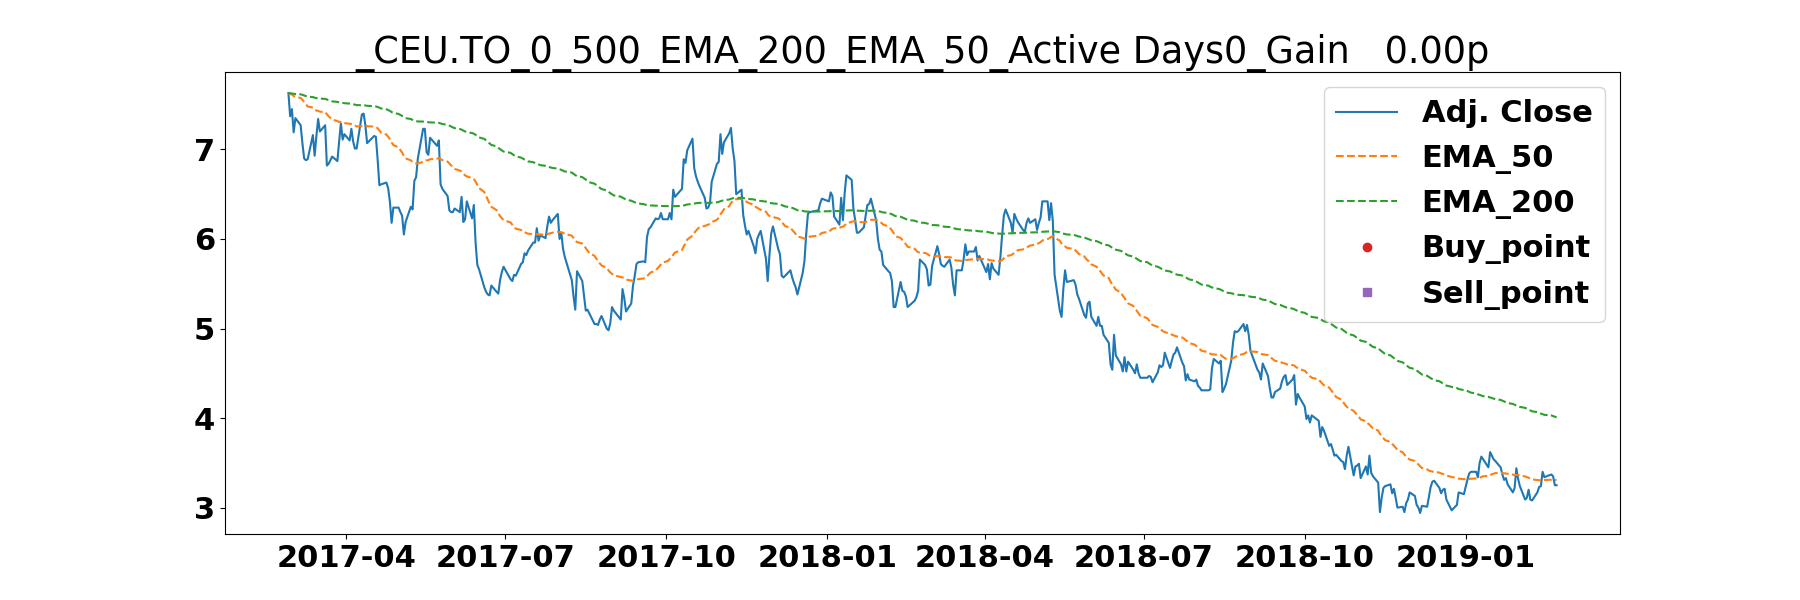 _CEU.TO_0_500_EMA_200_EMA_50_Active Days0_Gain   0.00p
Adj. Close
EMA_50
EMA_200
Buy_point
Sell_point
7
6
5
4
3
2017-04 2017-07 2017-10 2018-01 2018-04 2018-07 2018-10 2019-01